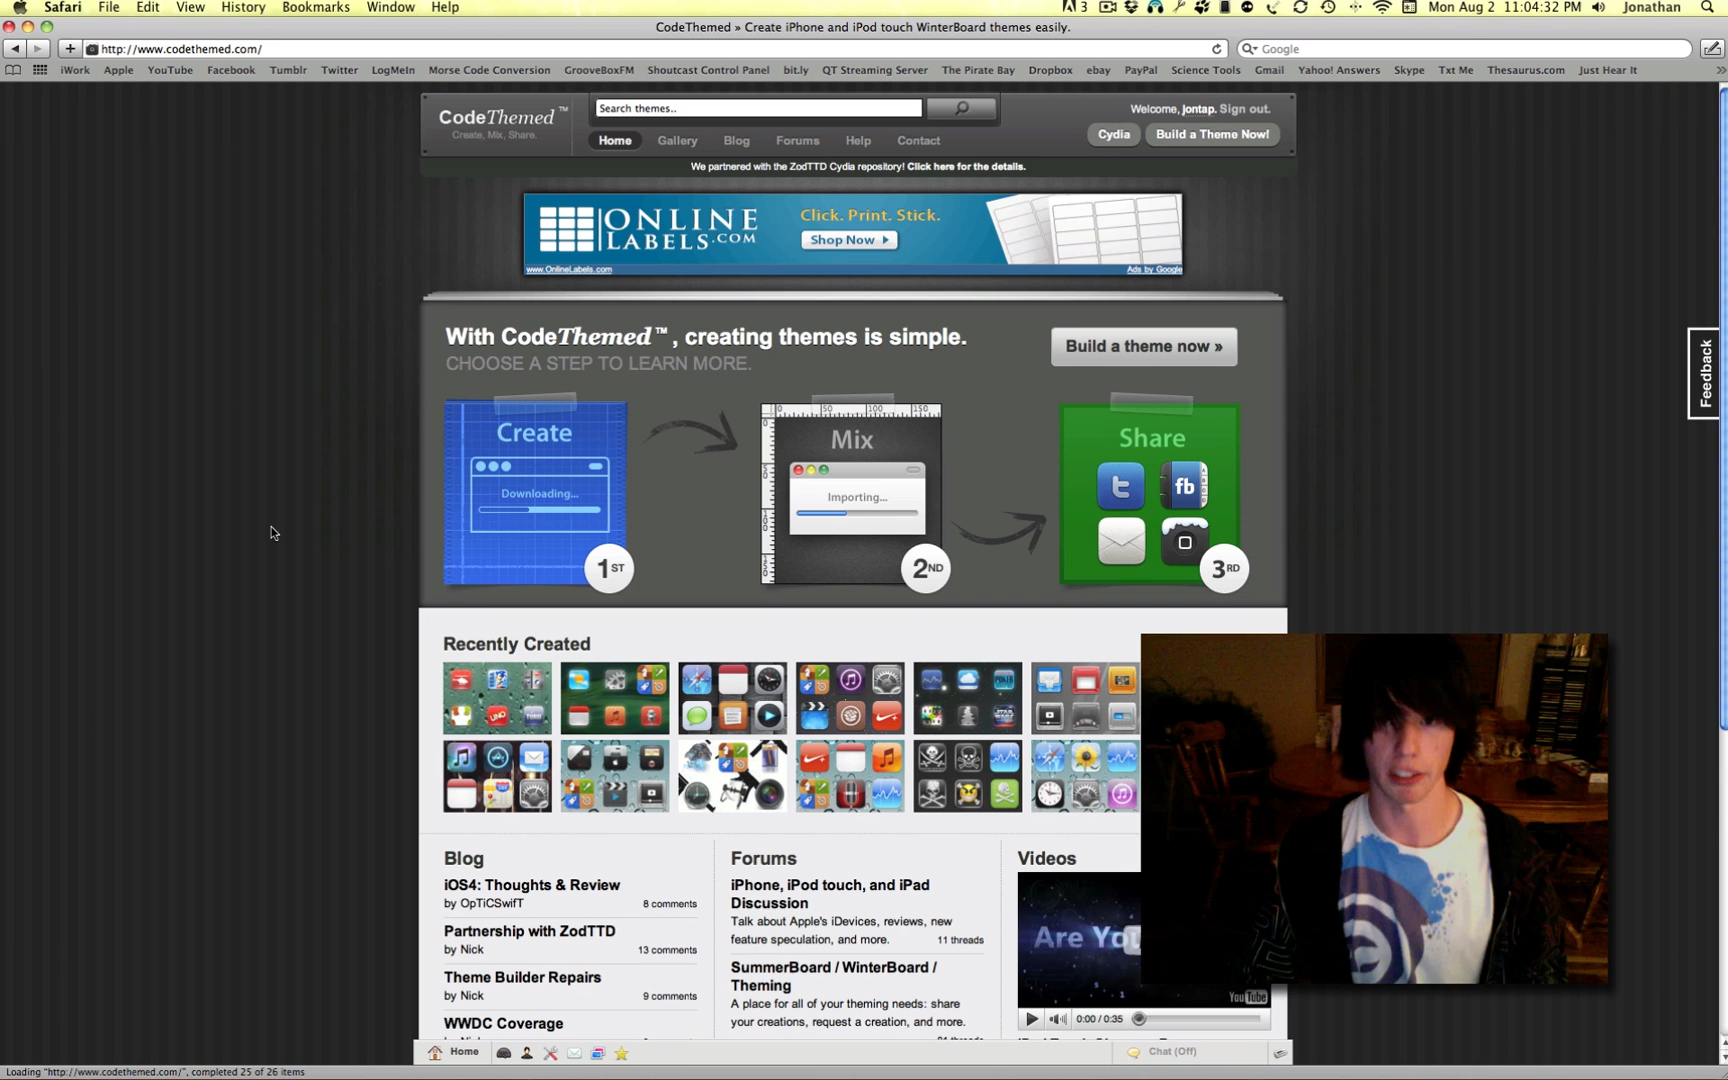 Safari File Edit View History Bookmarks Window Help
3 Mon Aug 2 11:04:32 PM Jonathan
CodeThemed » Create iPhone and iPod touch WinterBoard themes easily.
http://www.codethemed.com/
Google
iWork Apple YouTube Facebook Tumblr Twitter LogMeIn Morse Code Conversion GrooveBoxFM Shoutcast Control Panel bit.ly QT Streaming Server The Pirate Bay Dropbox ebay PayPal Science Tools Gmail Yahoo! Answers Skype Txt Me Thesaurus.com Just Hear It
CodeThemed™
Create, Mix, Share.
Search themes..
Welcome, jontap. Sign out.
Home Gallery Blog Forums Help Contact
Cydia Build a Theme Now!
We partnered with the ZodTTD Cydia repository! Click here for the details.
ONLINE
LABELS.COM
Click. Print. Stick.
Shop Now
www.OnlineLabels.com
Ads by Google
Feedback
With CodeThemed™, creating themes is simple.
CHOOSE A STEP TO LEARN MORE.
Build a theme now »
Create
Downloading...
1ST
0 50 100 150
Mix
Importing...
2ND
Share
t fb
3RD
Recently Created
Blog
iOS4: Thoughts & Review
by OpTiCSwifT 8 comments
Partnership with ZodTTD
by Nick 13 comments
Theme Builder Repairs
by Nick 9 comments
WWDC Coverage
Forums
iPhone, iPod touch, and iPad
Discussion
Talk about Apple's iDevices, reviews, new
feature speculation, and more. 11 threads
SummerBoard / WinterBoard /
Theming
A place for all of your theming needs: share
your creations, request a creation, and more.
Videos
Are Yo
YouTube
0:00 / 0:35
Home
Chat (Off)
Loading "http://www.codethemed.com/", completed 25 of 26 items